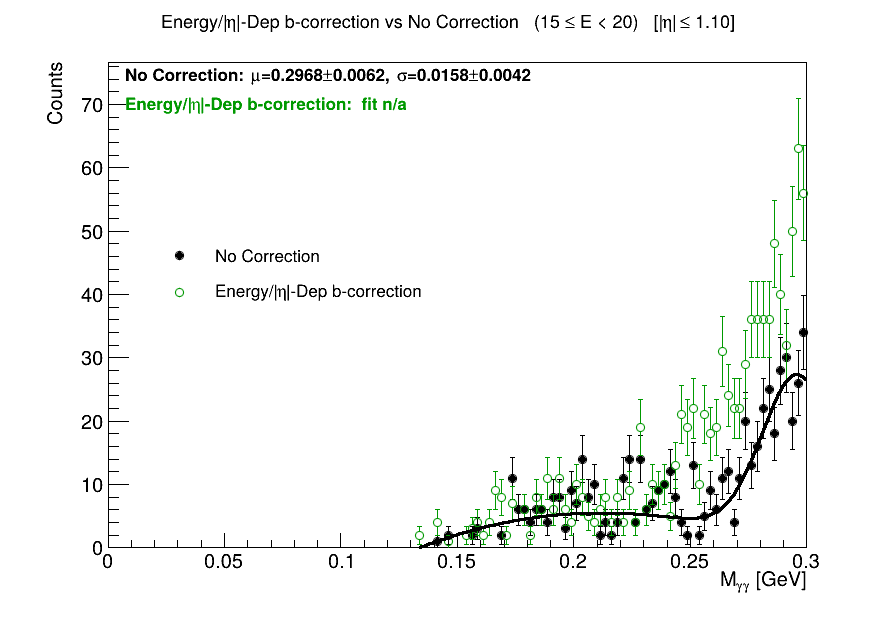 Energy/|η|-Dep b-correction vs No Correction (15 ≤ E < 20) [|η| ≤ 1.10]
Counts
No Correction: μ=0.2968±0.0062, σ=0.0158±0.0042
Energy/|η|-Dep b-correction: fit n/a
70
60
50
40
30
20
10
0
No Correction
Energy/|η|-Dep b-correction
0 0.05 0.1 0.15 0.2 0.25 0.3
Mγγ [GeV]